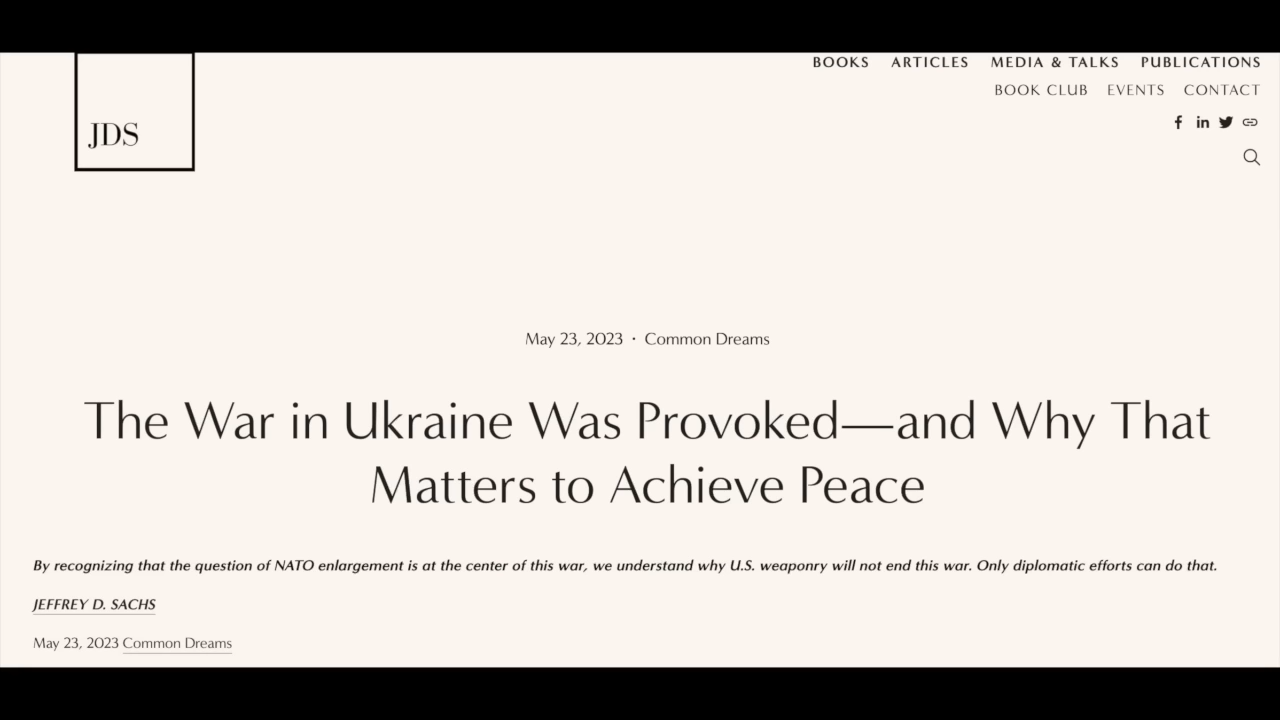 JDS
BOOKS ARTICLES MEDIA & TALKS PUBLICATIONS
BOOK CLUB EVENTS CONTACT
May 23, 2023 · Common Dreams
The War in Ukraine Was Provoked—and Why That
Matters to Achieve Peace
By recognizing that the question of NATO enlargement is at the center of this war, we understand why U.S. weaponry will not end this war. Only diplomatic efforts can do that.
JEFFREY D. SACHS
May 23, 2023 Common Dreams